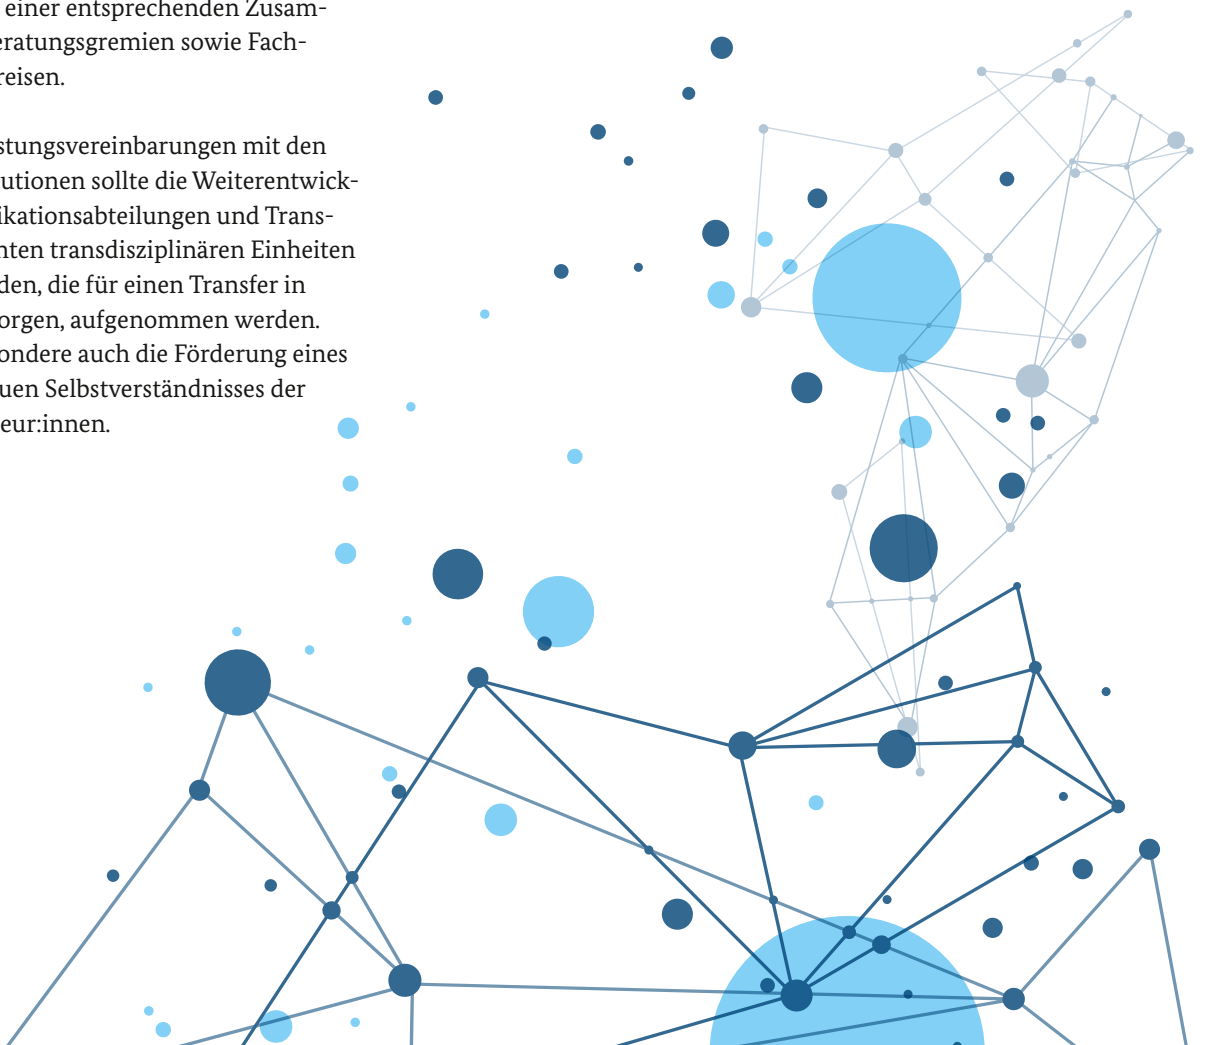 einer entsprechenden Zusam-
eratungsgremien sowie Fach-
reisen.
stungsvereinbarungen mit den
utionen sollte die Weiterentwick-
ikationsabteilungen und Trans-
nten transdisziplinären Einheiten
den, die für einen Transfer in
orgen, aufgenommen werden.
ondere auch die Förderung eines
uen Selbstverständnisses der
eur:innen.